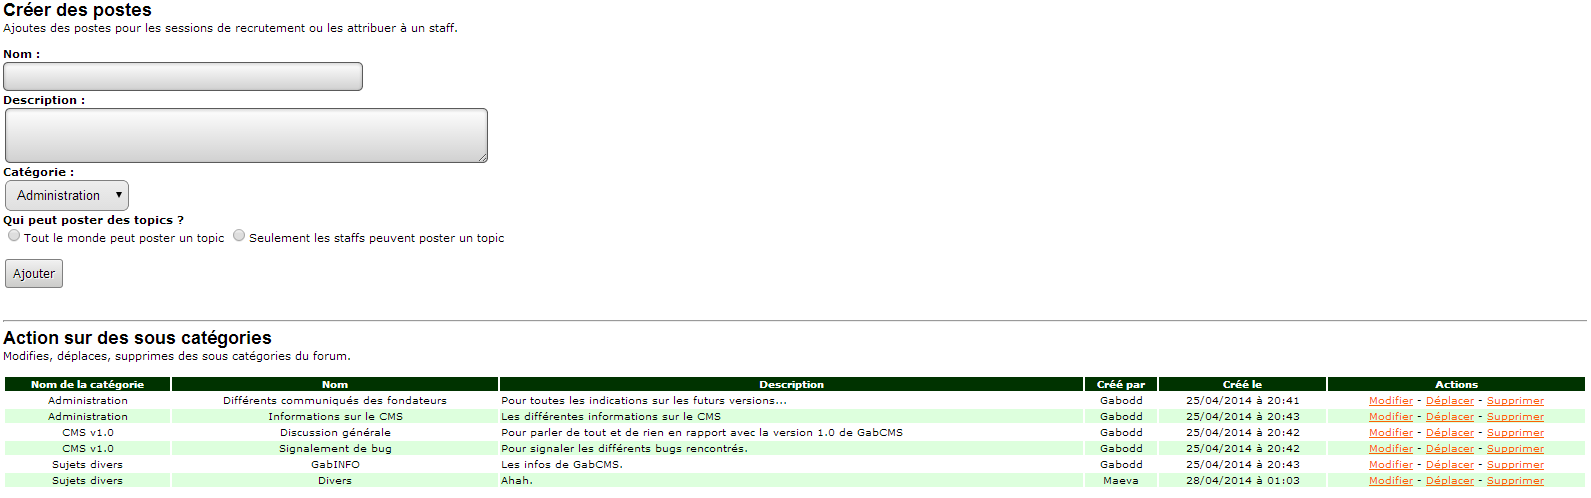 Créer des postes
Ajoutes des postes pour les sessions de recrutement ou les attribuer à un staff.
Nom :
Description :
Catégorie :
Administration
Qui peut poster des topics ?
Tout le monde peut poster un topic Seulement les staffs peuvent poster un topic
Ajouter
Action sur des sous catégories
Modifies, déplaces, supprimes des sous catégories du forum.
Nom de la catégorie Nom Description Créé par Créé le Actions
Administration Différents communiqués des fondateurs Pour toutes les indications sur les futurs versions... Gabodd 25/04/2014 à 20:41 Modifier - Déplacer - Supprimer
Administration Informations sur le CMS Les différentes informations sur le CMS Gabodd 25/04/2014 à 20:43 Modifier - Déplacer - Supprimer
CMS v1.0 Discussion générale Pour parler de tout et de rien en rapport avec la version 1.0 de GabCMS Gabodd 25/04/2014 à 20:42 Modifier - Déplacer - Supprimer
CMS v1.0 Signalement de bug Pour signaler les différents bugs rencontrés. Gabodd 25/04/2014 à 20:42 Modifier - Déplacer - Supprimer
Sujets divers GabINFO Les infos de GabCMS. Gabodd 25/04/2014 à 20:43 Modifier - Déplacer - Supprimer
Sujets divers Divers Ahah. Maeva 28/04/2014 à 01:03 Modifier - Déplacer - Supprimer